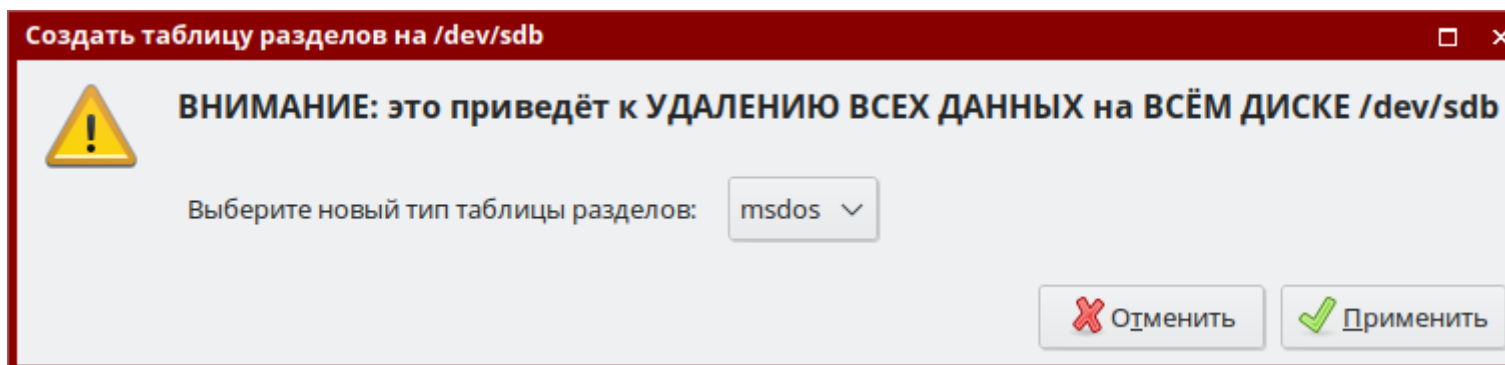 Создать таблицу разделов на /dev/sdb
ВНИМАНИЕ: это приведёт к УДАЛЕНИЮ ВСЕХ ДАННЫХ на ВСЁМ ДИСКЕ /dev/sdb
Выберите новый тип таблицы разделов: msdos
Отменить Применить